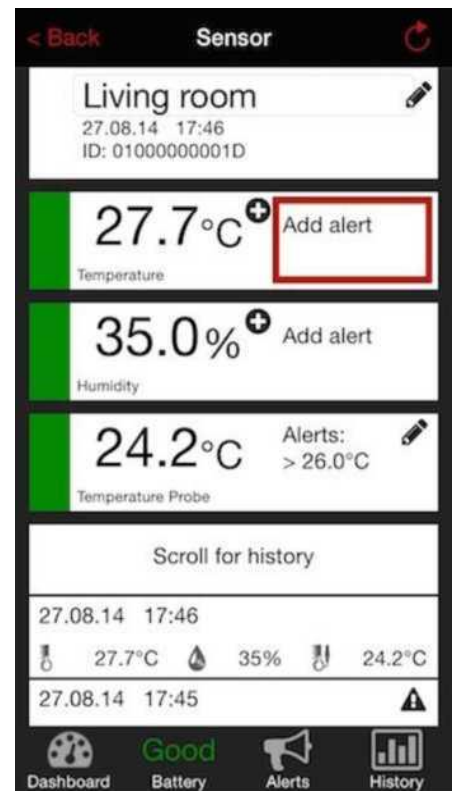 < Back Sensor
Living room
27.08.14 17:46
ID: 01000000001D
27.7°C Add alert
Temperature
35.0% Add alert
Humidity
24.2°C Alerts:
> 26.0°C
Temperature Probe
Scroll for history
27.08.14 17:46
27.7°C 35% 24.2°C
27.08.14 17:45
Good
Dashboard Battery Alerts History